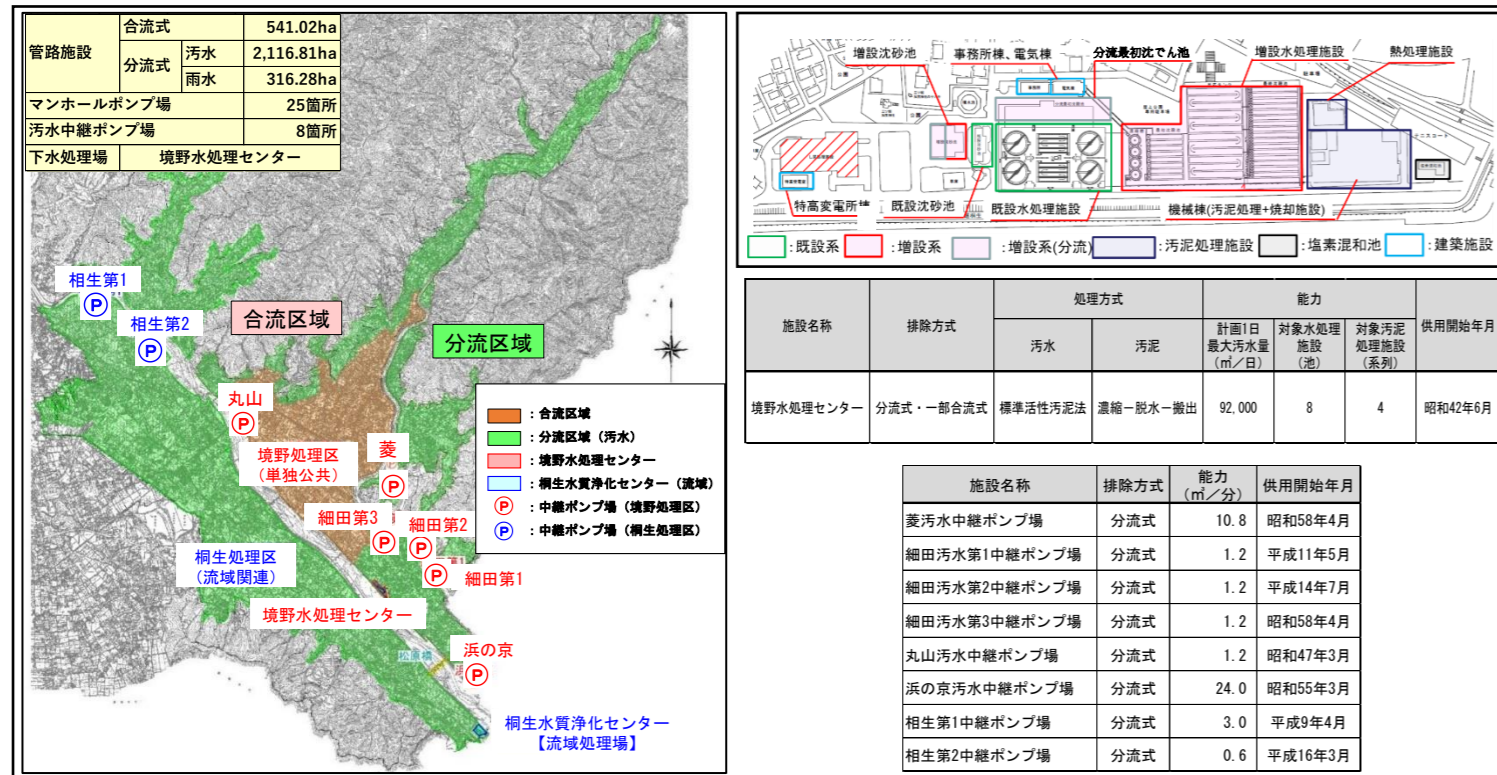 管路施設 合流式 541.02ha
分流式 汚水 2,116.81ha
雨水 316.28ha
マンホールポンプ場 25箇所
汚水中継ポンプ場 8箇所
下水処理場 境野水処理センター
相生第1
P
相生第2
P
合流区域
分流区域
丸山
P
境野処理区
(単独公共)
菱
P
細田第3
P
細田第2
P
P
細田第1
桐生処理区
(流域関連)
境野水処理センター
松原橋
浜の京
P
桐生水質浄化センター
【流域処理場】
:合流区域
:分流区域(汚水)
:境野水処理センター
:桐生水質浄化センター(流域)
P :中継ポンプ場(境野処理区)
P :中継ポンプ場(桐生処理区)
増設沈砂池
事務所棟、電気棟
分流最初沈でん池
増設水処理施設
熱処理施設
公園
公園
テニスコート
特高変電所棟
既設沈砂池
既設水処理施設
機械棟(汚泥処理+焼却施設)
:既設系
:増設系
:増設系(分流)
:汚泥処理施設
:塩素混和池
:建築施設
施設名称 排除方式 処理方式 能力 供用開始年月
汚水 汚泥 計画1日最大汚水量(㎥/日) 対象水処理施設(池) 対象汚泥処理施設(系列)
境野水処理センター 分流式・一部合流式 標準活性汚泥法 濃縮-脱水-搬出 92,000 8 4 昭和42年6月
施設名称 排除方式 能力(㎥/分) 供用開始年月
菱汚水中継ポンプ場 分流式 10.8 昭和58年4月
細田汚水第1中継ポンプ場 分流式 1.2 平成11年5月
細田汚水第2中継ポンプ場 分流式 1.2 平成14年7月
細田汚水第3中継ポンプ場 分流式 1.2 昭和58年4月
丸山汚水中継ポンプ場 分流式 1.2 昭和47年3月
浜の京汚水中継ポンプ場 分流式 24.0 昭和55年3月
相生第1中継ポンプ場 分流式 3.0 平成9年4月
相生第2中継ポンプ場 分流式 0.6 平成16年3月